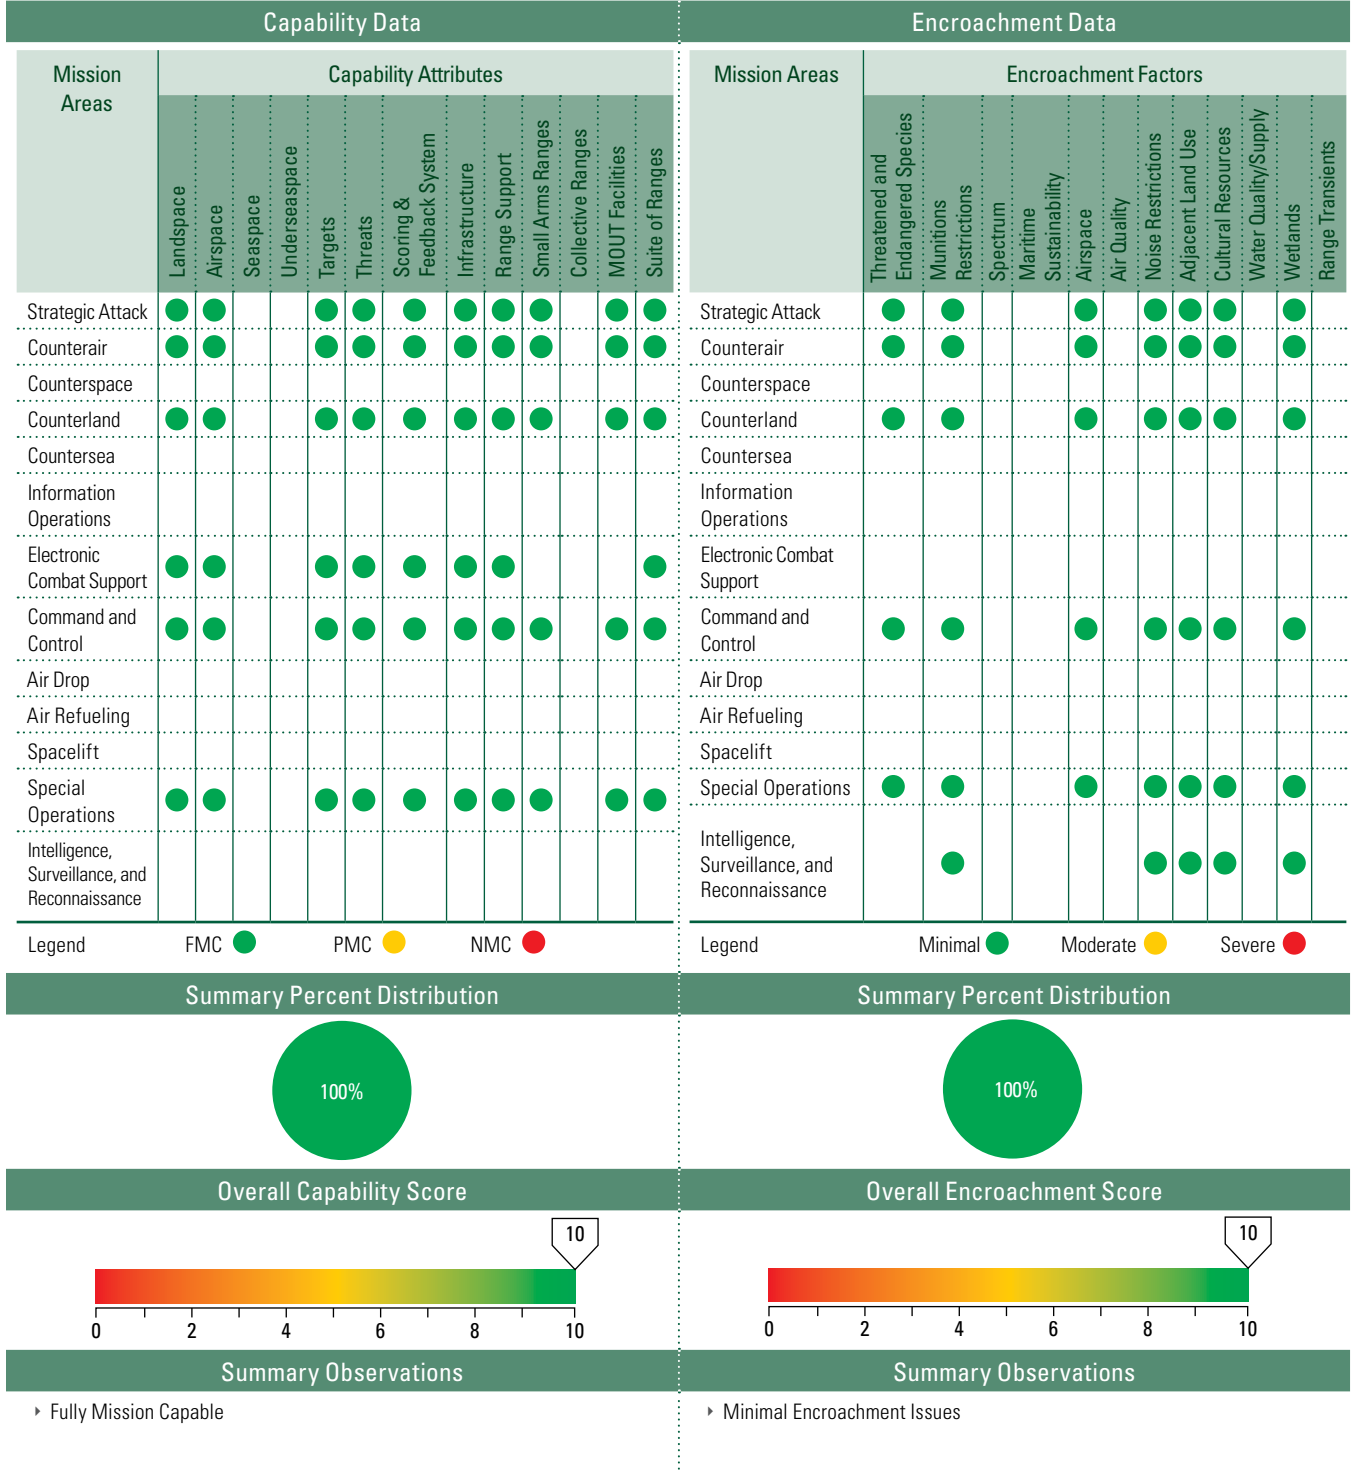 Capability Data
Mission
Areas
Capability Attributes
Landspace
Airspace
Seaspace
Underseaspace
Targets
Threats
Scoring &
Feedback System
Infrastructure
Range Support
Small Arms Ranges
Collective Ranges
MOUT Facilities
Suite of Ranges
Strategic Attack
Counterair
Counterspace
Counterland
Countersea
Information
Operations
Electronic
Combat Support
Command and
Control
Air Drop
Air Refueling
Spacelift
Special
Operations
Intelligence,
Surveillance, and
Reconnaissance
Legend
FMC
PMC
NMC
Summary Percent Distribution
100%
Overall Capability Score
10
0
2
4
6
8
10
Summary Observations
‣ Fully Mission Capable
Encroachment Data
Mission Areas
Encroachment Factors
Threatened and
Endangered Species
Munitions
Restrictions
Spectrum
Maritime
Sustainability
Airspace
Air Quality
Noise Restrictions
Adjacent Land Use
Cultural Resources
Water Quality/Supply
Wetlands
Range Transients
Strategic Attack
Counterair
Counterspace
Counterland
Countersea
Information
Operations
Electronic Combat
Support
Command and
Control
Air Drop
Air Refueling
Spacelift
Special Operations
Intelligence,
Surveillance, and
Reconnaissance
Legend
Minimal
Moderate
Severe
Summary Percent Distribution
100%
Overall Encroachment Score
10
0
2
4
6
8
10
Summary Observations
‣ Minimal Encroachment Issues